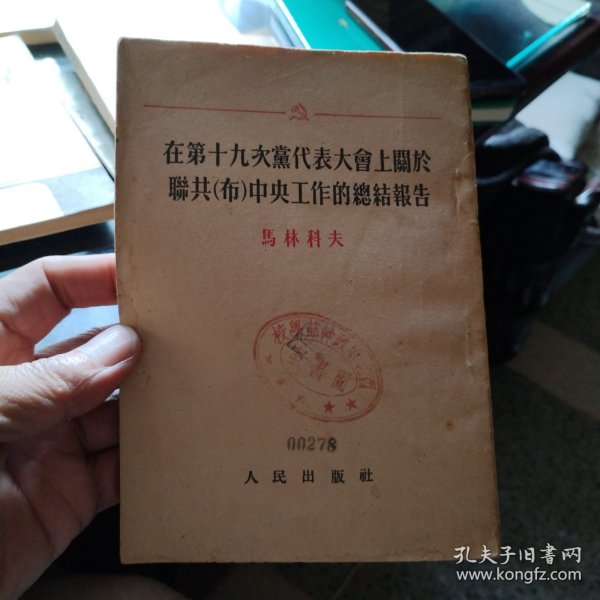 在第十九次黨代表大會上關於
聯共(布)中央工作的總結報告
馬林科夫
00278
人民出版社
孔夫子旧書网
www.kongfz.com